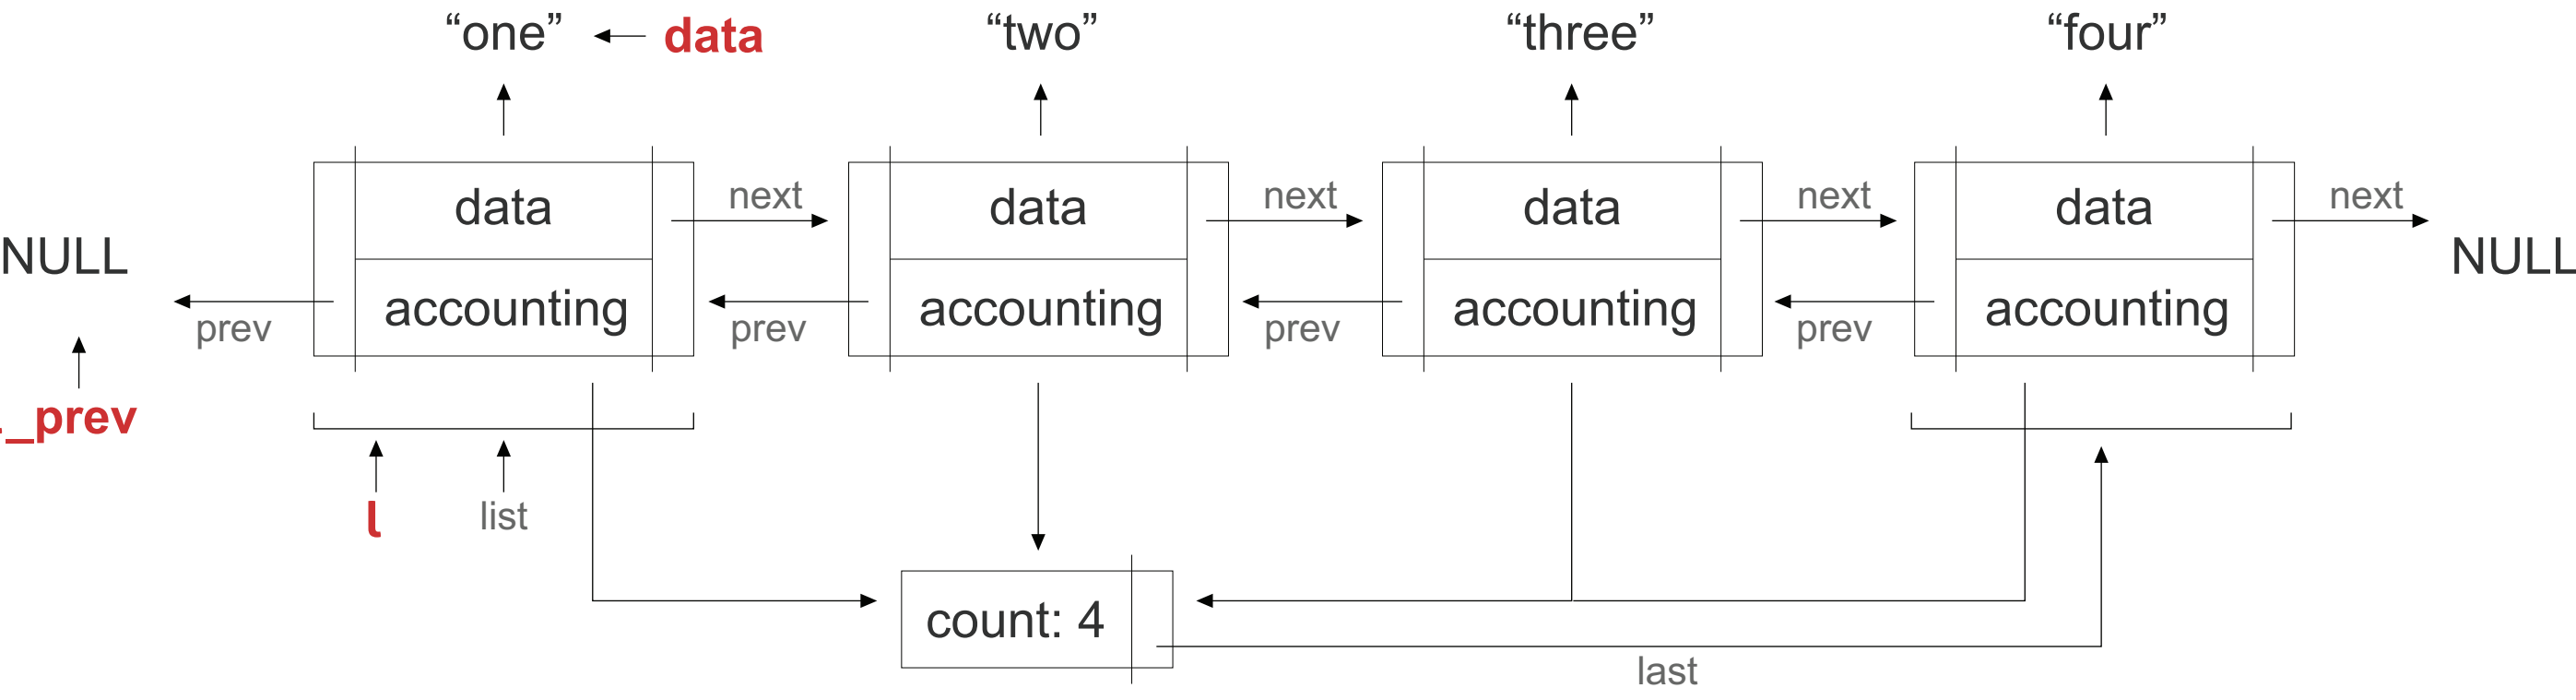 “one”
data
“two”
“three”
“four”
data
next
data
next
data
next
data
next
NULL
NULL
accounting
prev
accounting
prev
accounting
prev
accounting
prev
_prev
l
list
count: 4
last